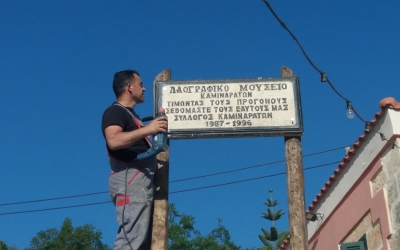 ΛΑΟΓΡΑΦΙΚΟ ΜΟΥΣΕΙΟ
ΚΑΜΙΝΑΡΑΤΩΝ
ΤΙΜΩΝΤΑΣ ΤΟΥΣ ΠΡΟΓΟΝΟΥΣ
ΣΕΒΟΜΑΣΤΕ ΤΟΥΣ ΕΑΥΤΟΥΣ ΜΑΣ
ΣΥΛΛΟΓΟΣ ΚΑΜΙΝΑΡΑΤΩΝ
1987-1996